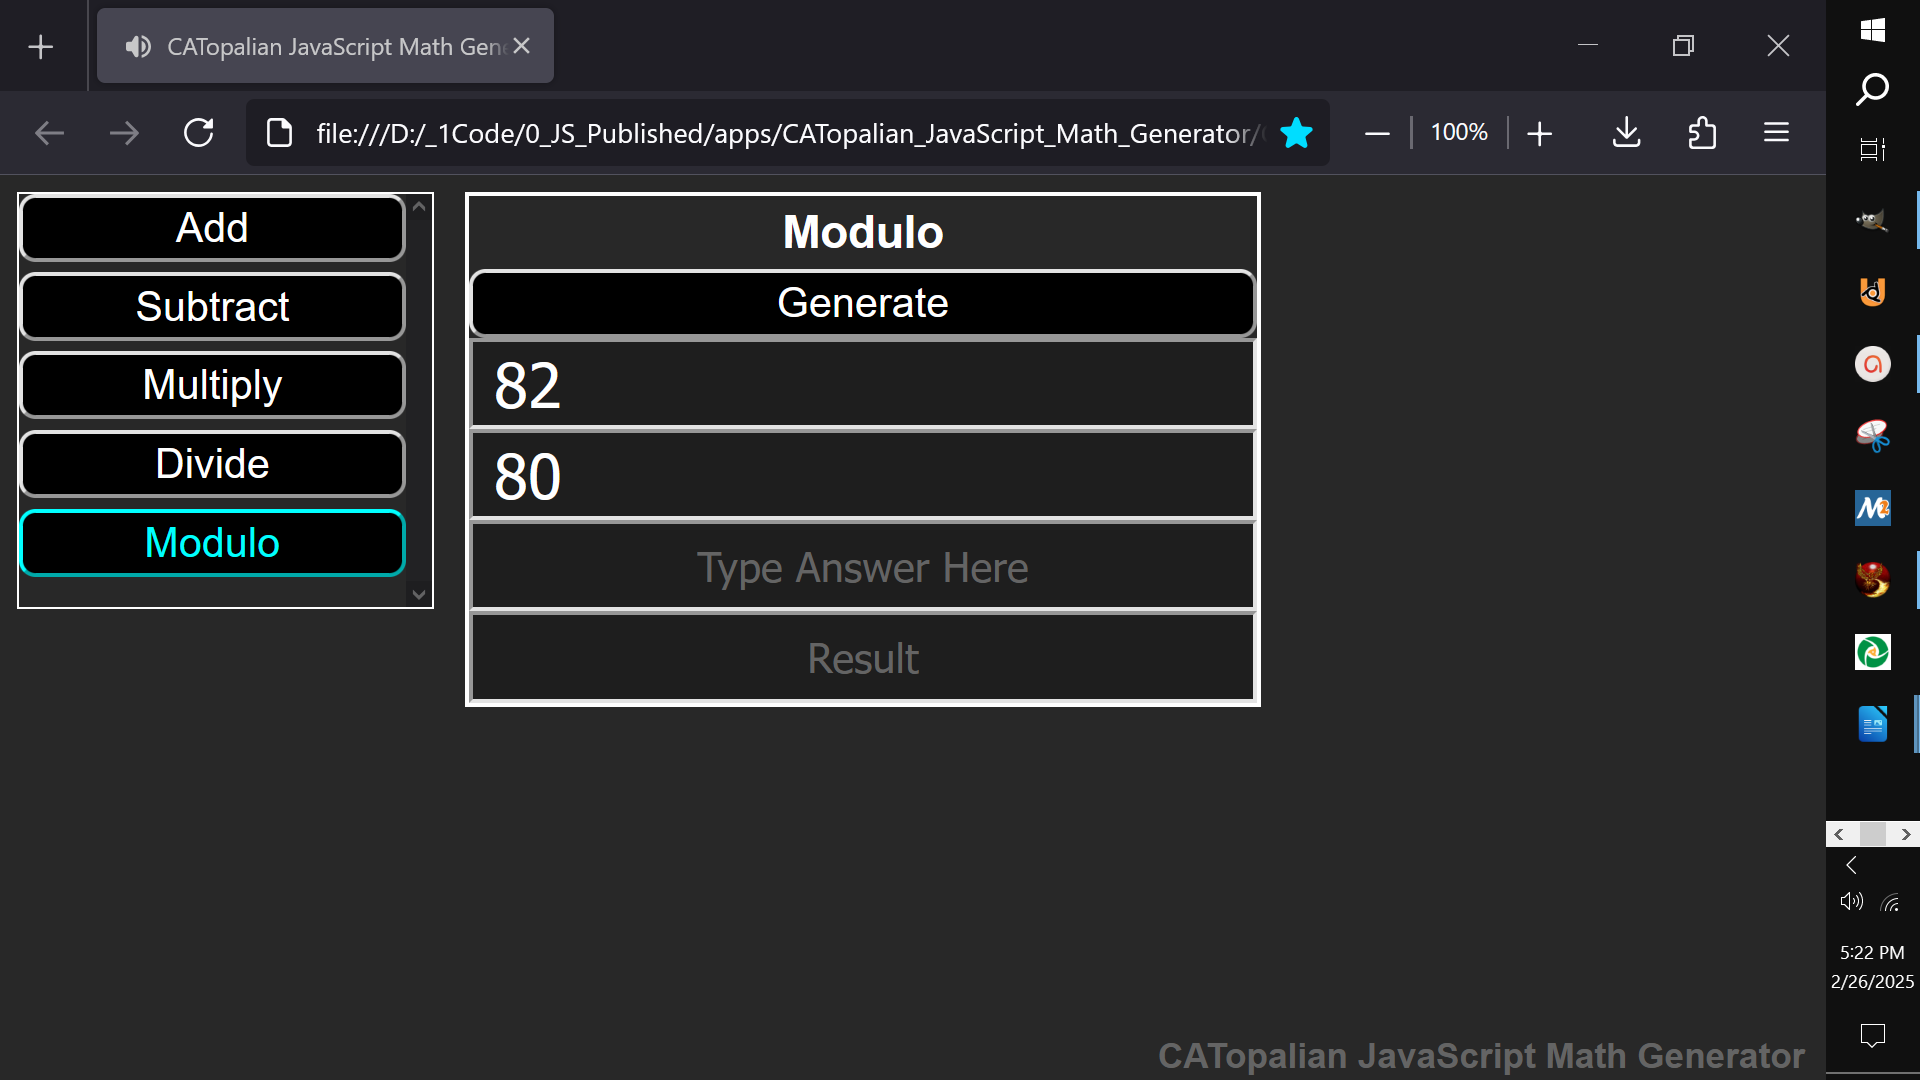 CATopalian JavaScript Math Gen
file:///D:/_1Code/0_JS_Published/apps/CATopalian_JavaScript_Math_Generator/
100%
Add
Subtract
Multiply
Divide
Modulo
Modulo
Generate
82
80
Type Answer Here
Result
5:22 PM
2/26/2025
CATopalian JavaScript Math Generator